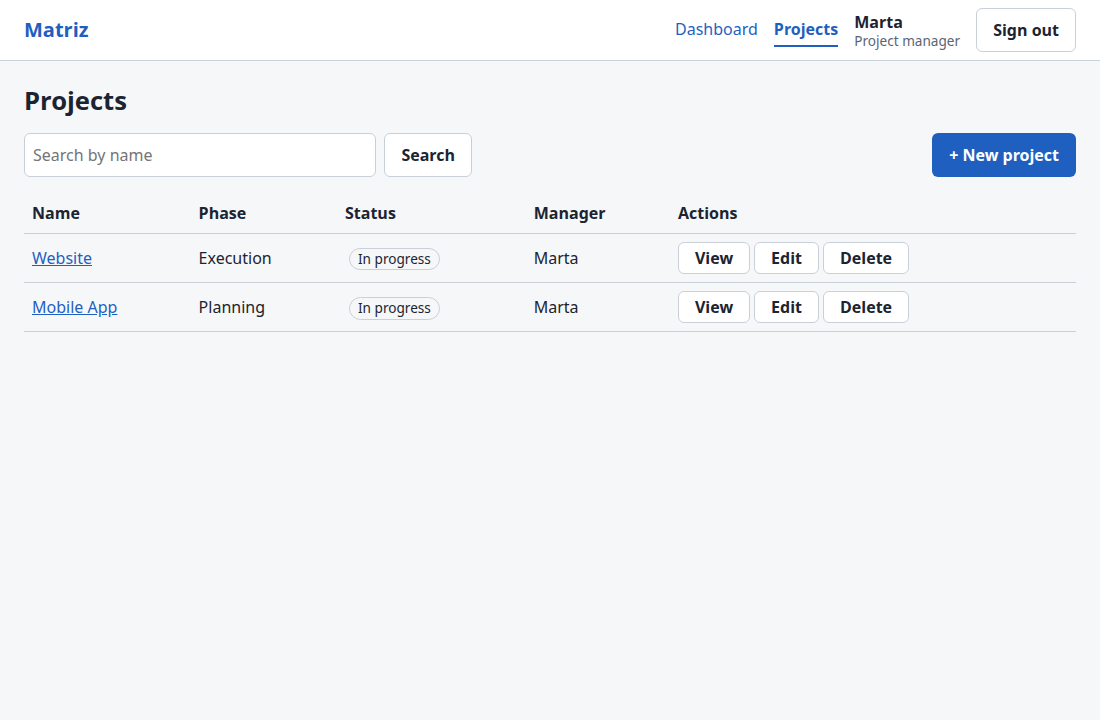 Matriz
Dashboard Projects Marta Sign out
Project manager
Projects
Search by name Search + New project
Name Phase Status Manager Actions
Website Execution In progress Marta View Edit Delete
Mobile App Planning In progress Marta View Edit Delete